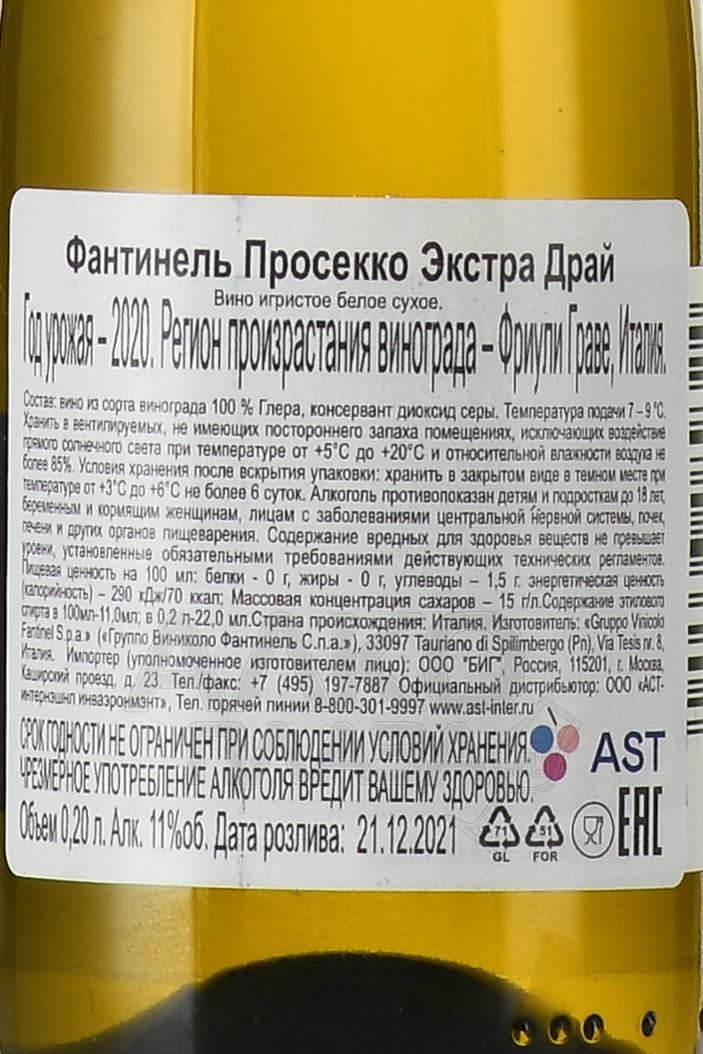 Фантинель Просекко Экстра Драй
Вино игристое белое сухое.
Год урожая – 2020. Регион произрастания винограда – Фриули Граве, Италия.
Состав: вино из сорта винограда 100 % Глера, консервант диоксид серы. Температура подачи 7 – 9 °С.
Хранить в вентилируемых, не имеющих постороннего запаха помещениях, исключающих воздействие
прямого солнечного света при температуре от +5°С до +20°С и относительной влажности воздуха не
более 85%. Условия хранения после вскрытия упаковки: хранить в закрытом виде в темном месте при
температуре от +3°С до +6°С не более 6 суток. Алкоголь противопоказан детям и подросткам до 18 лет,
беременным и кормящим женщинам, лицам с заболеваниями центральной нервной системы, почек,
печени и других органов пищеварения. Содержание вредных для здоровья веществ не превышает
уровни, установленные обязательными требованиями действующих технических регламентов.
Пищевая ценность на 100 мл: белки - 0 г, жиры - 0 г, углеводы – 1,5 г. энергетическая ценность
(калорийность) – 290 кДж/70 ккал; Массовая концентрация сахаров – 15 г/л.Содержание этилового
спирта в 100мл-11,0мл; в 0,2 л-22,0 мл.Страна происхождения: Италия. Изготовитель: «Gruppo Vinicolo
Fantinel S.p.a.» («Группо Виниколо Фантинель С.п.а.»), 33097 Tauriano di Spilimbergo (Pn), Via Tesis nr. 8,
Италия. Импортер (уполномоченное изготовителем лицо): ООО "БИГ", Россия, 115201, г. Москва,
Каширский проезд, д. 23. Тел./факс: +7 (495) 197-7887 Официальный дистрибьютор: ООО «АСТ-
интернэшнл инваэронмэнт», Тел. горячей линии 8-800-301-9997 www.ast-inter.ru
СРОК ГОДНОСТИ НЕ ОГРАНИЧЕН ПРИ СОБЛЮДЕНИИ УСЛОВИЙ ХРАНЕНИЯ.
ЧРЕЗМЕРНОЕ УПОТРЕБЛЕНИЕ АЛКОГОЛЯ ВРЕДИТ ВАШЕМУ ЗДОРОВЬЮ.
AST
Объем 0,20 л. Алк. 11%об. Дата розлива: 21.12.2021
71
GL
51
FOR
EAC